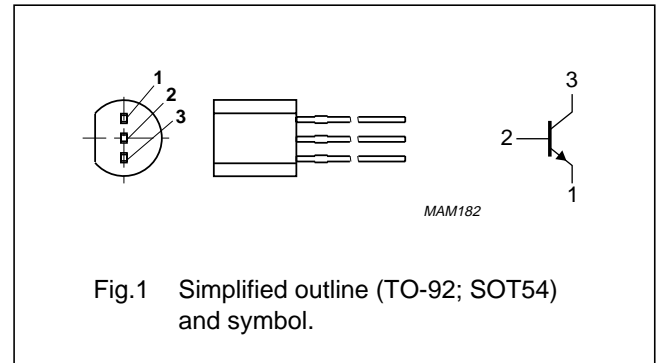 1
2
3
3
2
1
MAM182
Fig.1 Simplified outline (TO-92; SOT54)
and symbol.